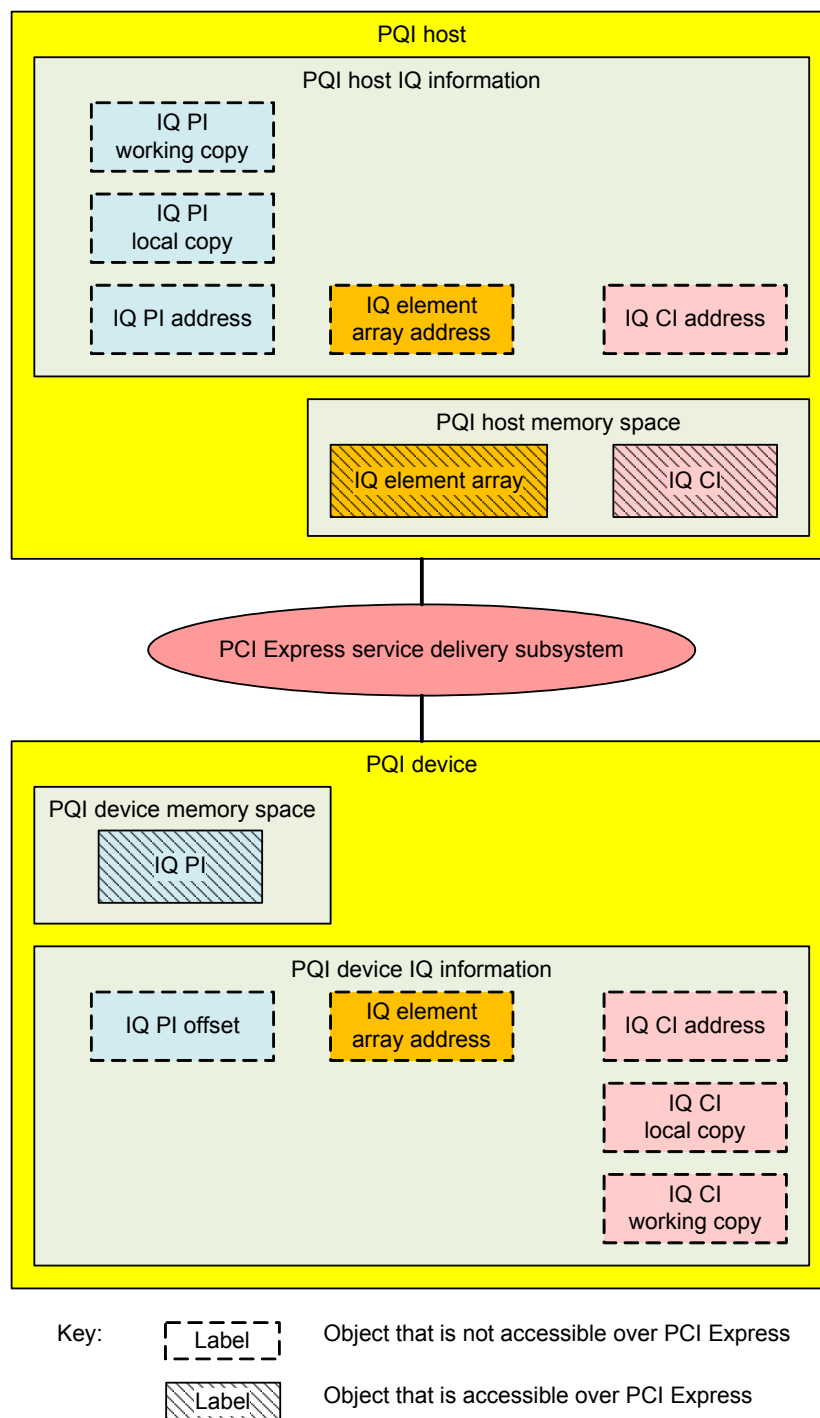 PQI host
PQI host IQ information
IQ PI
working copy
IQ PI
local copy
IQ PI address
IQ element
array address
IQ CI address
PQI host memory space
IQ element array
IQ CI
PCI Express service delivery subsystem
PQI device
PQI device memory space
IQ PI
PQI device IQ information
IQ PI offset
IQ element
array address
IQ CI address
IQ CI
local copy
IQ CI
working copy
Key:
Label
Object that is not accessible over PCI Express
Label
Object that is accessible over PCI Express